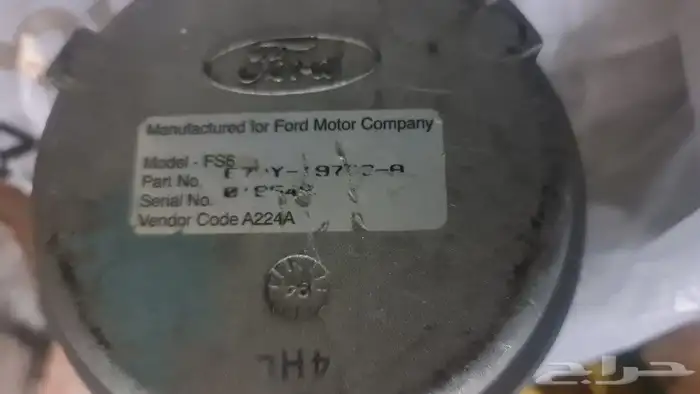 Ford
Manufactured for Ford Motor Company
Model - FS6
Part No.
Serial No.
Vendor Code A224A
4HL
حراج